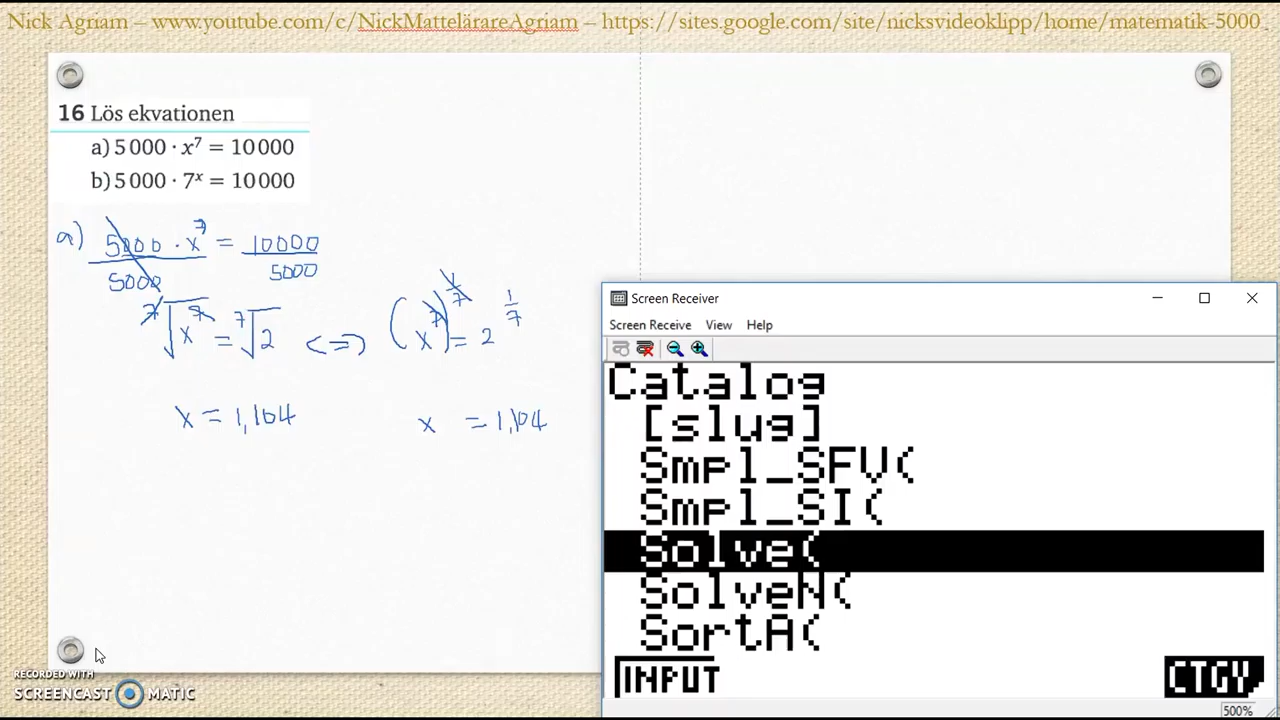 Nick Agriam – www.youtube.com/c/NickMattelärareAgriam – https://sites.google.com/site/nicksvideoklipp/home/matematik-5000
16 Lös ekvationen
a) 5 000 · x⁷ = 10 000
b) 5 000 · 7ˣ = 10 000
a) 5000 · x⁷ = 10000
5000 5000
⁷√x⁷ = ⁷√2 <=> (x⁷)^1/7 = 2^1/7
x = 1,104 x = 1,104
Screen Receiver
Screen Receive View Help
Catalog
[slug]
Smpl_SFV(
Smpl_SI(
Solve(
SolveN(
SortA(
INPUT CTGY
500%
RECORDED WITH
SCREENCAST MATIC